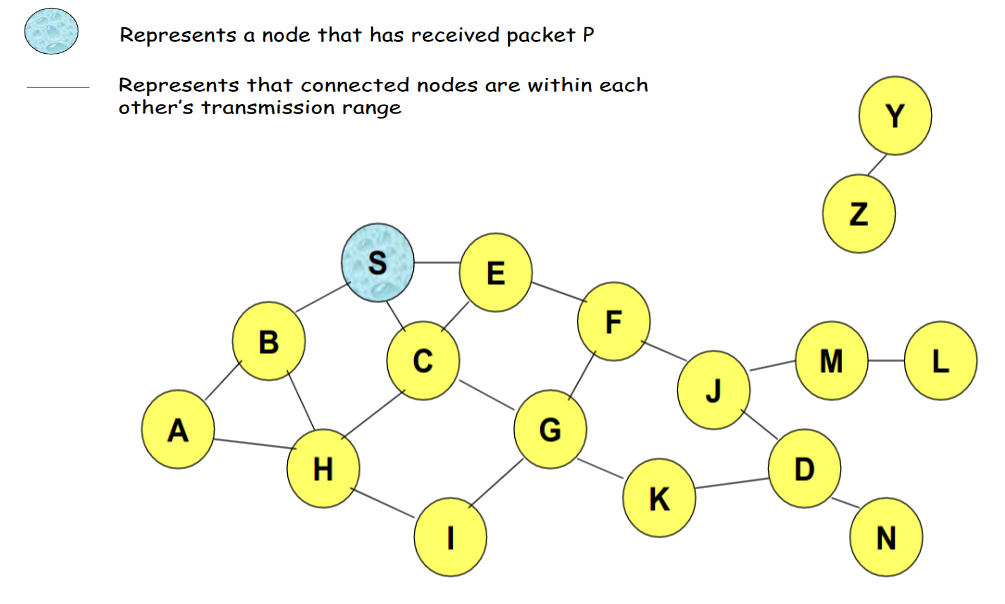 Represents a node that has received packet P
Represents that connected nodes are within each
other's transmission range
Y
Z
S
E
F
B
C
M
L
J
A
G
H
D
K
I
N